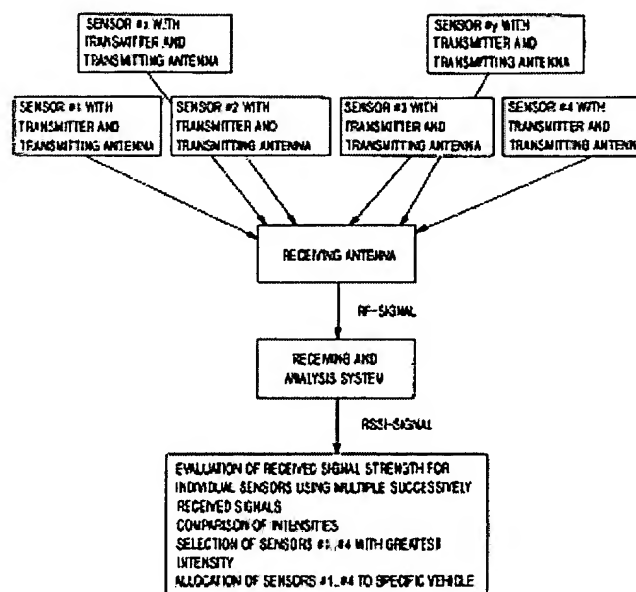 SENSOR #x WITH
TRANSMITTER AND
TRANSMITTING ANTENNA
SENSOR #y WITH
TRANSMITTER AND
TRANSMITTING ANTENNA
SENSOR #1 WITH
TRANSMITTER AND
TRANSMITTING ANTENNA
SENSOR #2 WITH
TRANSMITTER AND
TRANSMITTING ANTENNA
SENSOR #3 WITH
TRANSMITTER AND
TRANSMITTING ANTENNA
SENSOR #4 WITH
TRANSMITTER AND
TRANSMITTING ANTENNA
RECEIVING ANTENNA
RF-SIGNAL
RECEIVING AND
ANALYSIS SYSTEM
RSSI-SIGNAL
EVALUATION OF RECEIVED SIGNAL STRENGTH FOR
INDIVIDUAL SENSORS USING MULTIPLE SUCCESSIVELY
RECEIVED SIGNALS
COMPARISON OF INTENSITIES
SELECTION OF SENSORS #1..#4 WITH GREATEST
INTENSITY
ALLOCATION OF SENSORS #1..#4 TO SPECIFIC VEHICLE